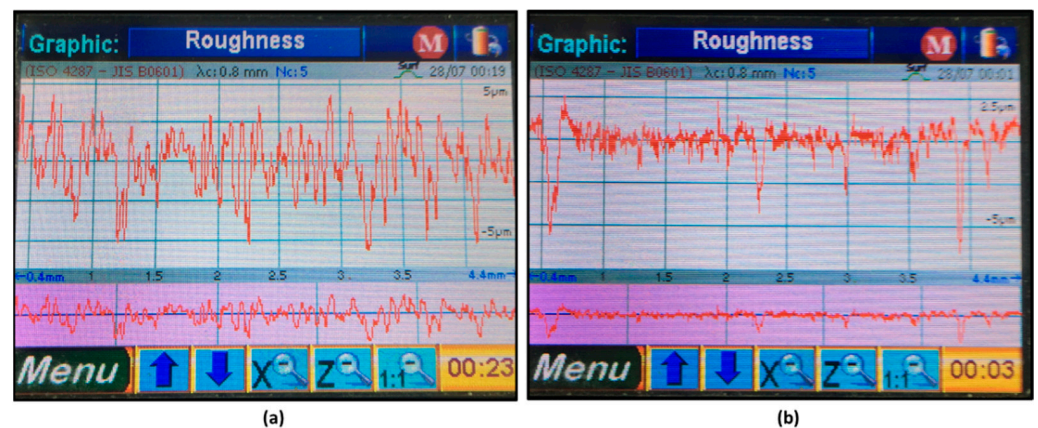 Graphic: Roughness M
(ISO 4287 - JIS B0601) λc:0.8 mm Nc:5 Surf 28/07 00:19
5μm
-5μm
←0.4mm 1 1.5 2 2.5 3 3.5 4.4mm→
Menu X Z 1:1 00:23
(a)
Graphic: Roughness M
(ISO 4287 - JIS B0601) λc:0.8 mm Nc:5 Surf 28/07 00:01
2.5μm
-5μm
←0.4mm 1 1.5 2 2.5 3 3.5 4.4mm→
Menu X Z 1:1 00:03
(b)